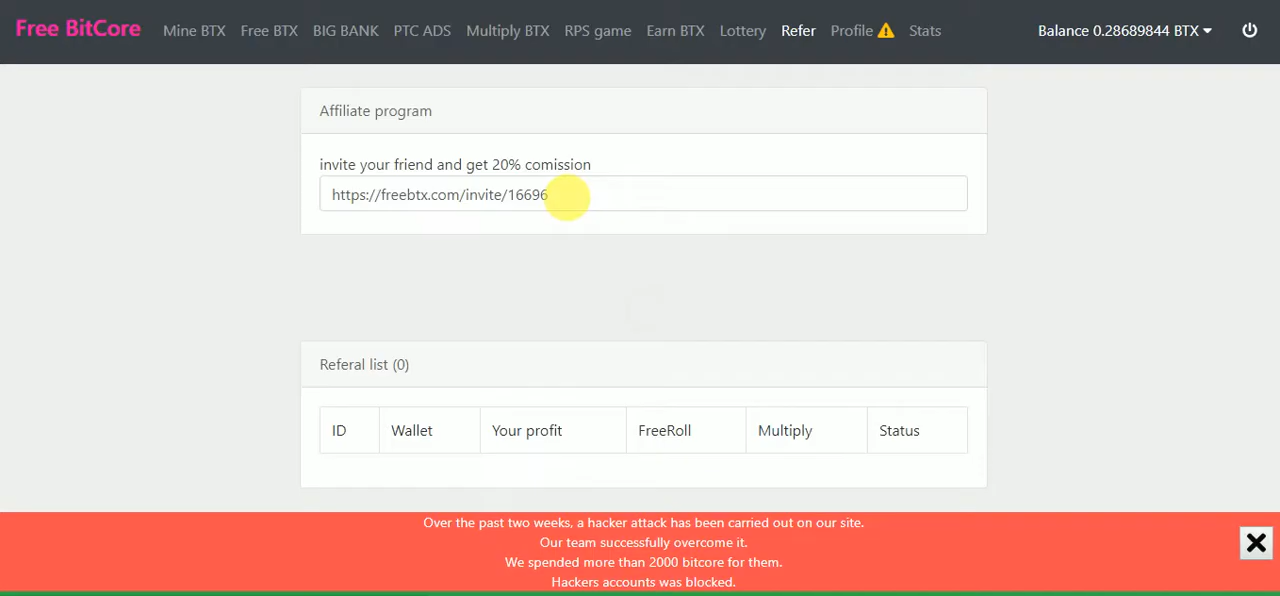 Free BitCore Mine BTX Free BTX BIG BANK PTC ADS Multiply BTX RPS game Earn BTX Lottery Refer Profile Stats Balance 0.28689844 BTX
Affiliate program
invite your friend and get 20% comission
https://freebtx.com/invite/16696
Referal list (0)
ID Wallet Your profit FreeRoll Multiply Status
Over the past two weeks, a hacker attack has been carried out on our site.
Our team successfully overcome it.
We spended more than 2000 bitcore for them.
Hackers accounts was blocked.